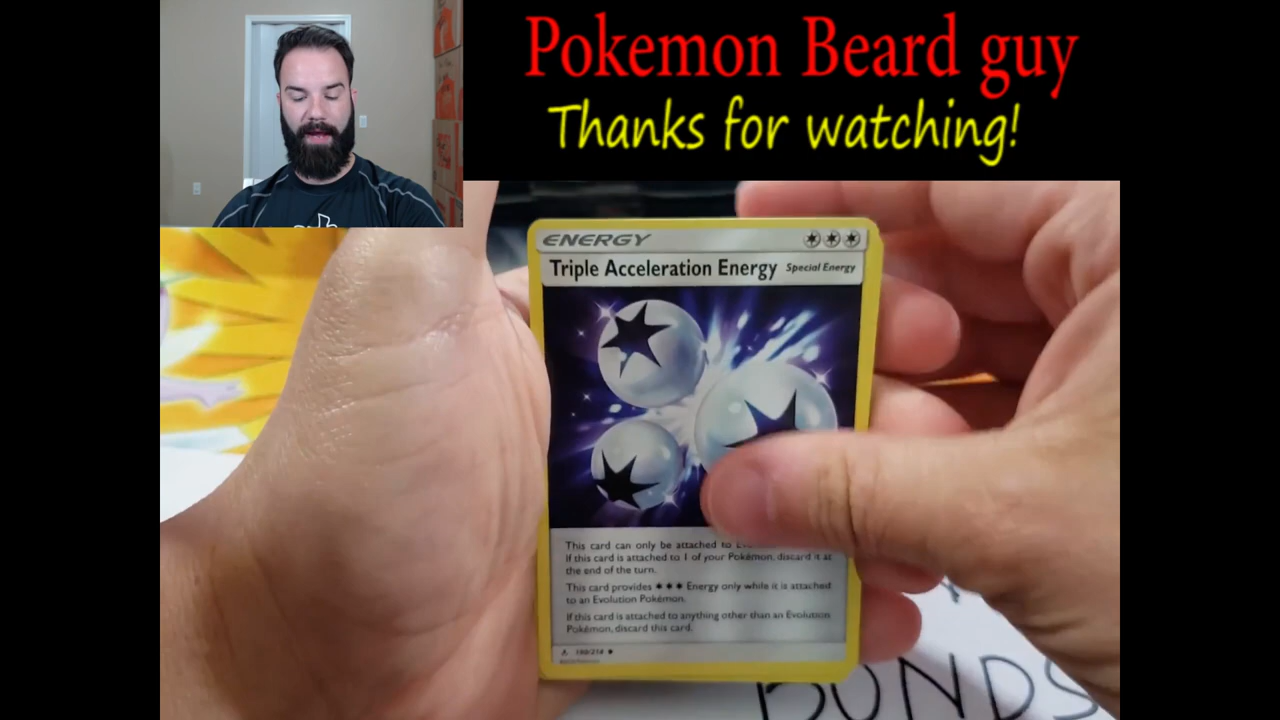 Pokemon Beard guy
Thanks for watching!
ENERGY
Triple Acceleration Energy Special Energy
This card can only be attached to
If this card is attached to 1 of your Pokémon, discard it at
the end of the turn.
This card provides ✷✷✷ Energy only while it is attached
to an Evolution Pokémon.
If this card is attached to anything other than an Evolution
Pokémon, discard this card.
190/214
BONDS